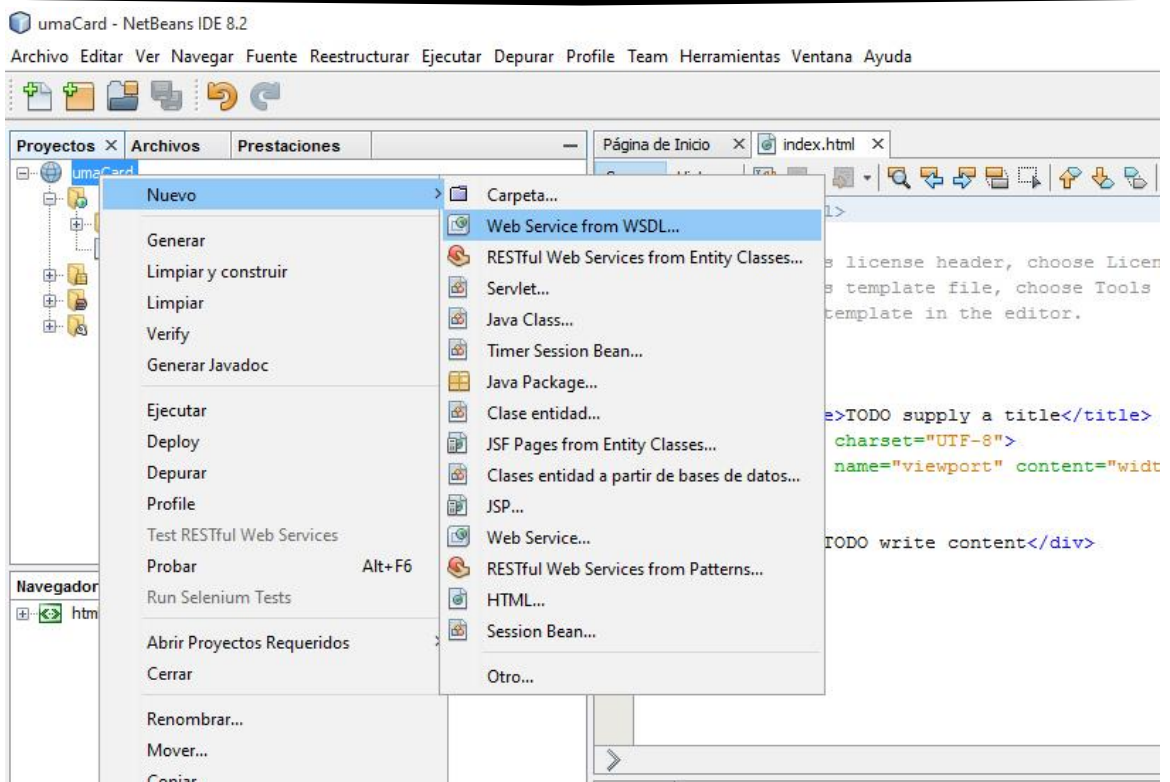 umaCard - NetBeans IDE 8.2
Archivo Editar Ver Navegar Fuente Reestructurar Ejecutar Depurar Profile Team Herramientas Ventana Ayuda
Proyectos Archivos Prestaciones
Página de Inicio index.html
umaCard
Nuevo
Generar
Limpiar y construir
Limpiar
Verify
Generar Javadoc
Ejecutar
Deploy
Depurar
Profile
Test RESTful Web Services
Probar Alt+F6
Run Selenium Tests
Abrir Proyectos Requeridos
Cerrar
Renombrar...
Mover...
Copiar
Carpeta...
Web Service from WSDL...
RESTful Web Services from Entity Classes...
Servlet...
Java Class...
Timer Session Bean...
Java Package...
Clase entidad...
JSF Pages from Entity Classes...
Clases entidad a partir de bases de datos...
JSP...
Web Service...
RESTful Web Services from Patterns...
HTML...
Session Bean...
Otro...
l>
s license header, choose Licen
s template file, choose Tools
template in the editor.
e>TODO supply a title</title>
charset="UTF-8">
name="viewport" content="widt
TODO write content</div>
Navegador
htm